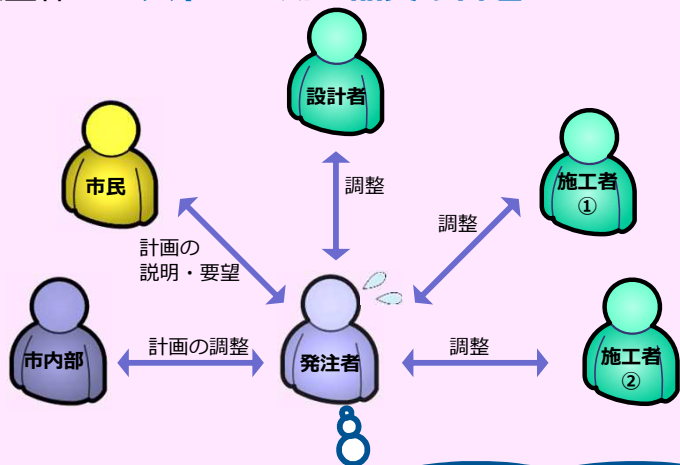 設計者
市民
調整
施工者
①
調整
計画の
説明・要望
市内部
計画の調整
発注者
調整
施工者
②